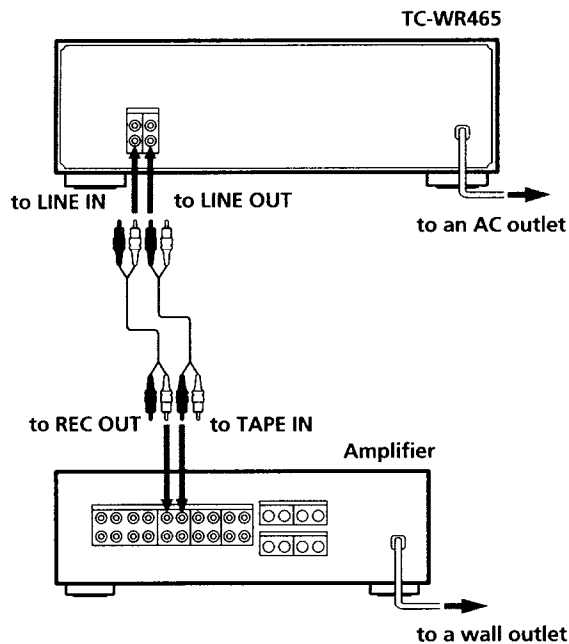 TC-WR465
to LINE IN
to LINE OUT
to an AC outlet
to REC OUT
to TAPE IN
Amplifier
to a wall outlet